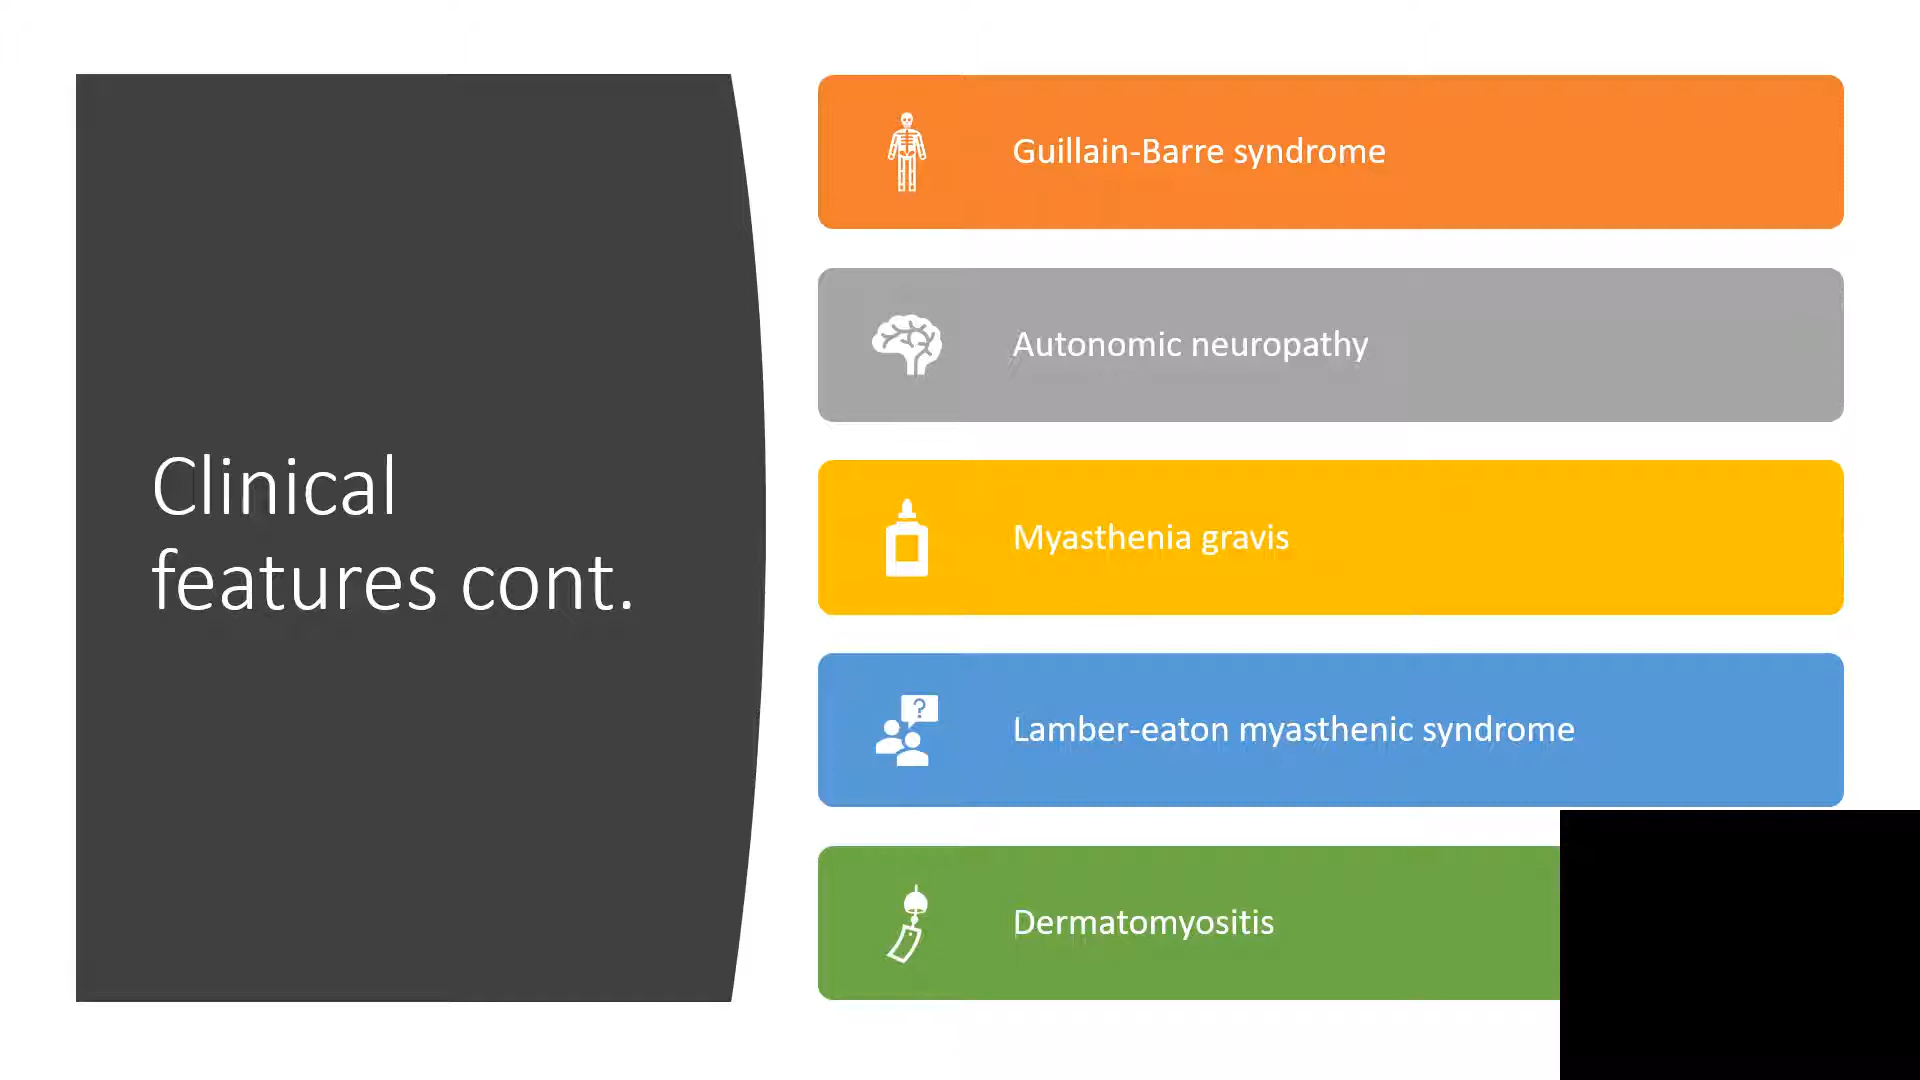 Clinical
features cont.
Guillain-Barre syndrome
Autonomic neuropathy
Myasthenia gravis
?
Lamber-eaton myasthenic syndrome
Dermatomyositis